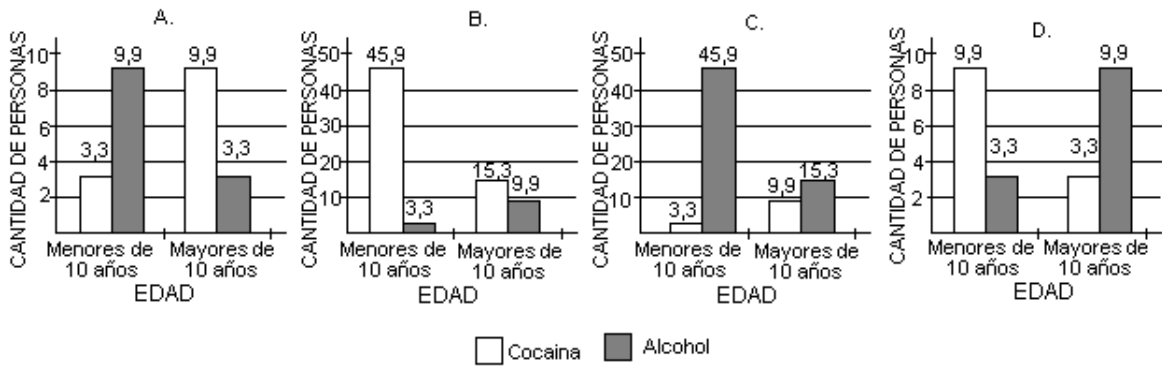 A.
CANTIDAD DE PERSONAS
10
8
6
4
2
3,3
9,9
9,9
3,3
Menores de
10 años
Mayores de
10 años
EDAD
B.
CANTIDAD DE PERSONAS
50
40
30
20
10
45,9
3,3
15,3
9,9
Menores de
10 años
Mayores de
10 años
EDAD
C.
CANTIDAD DE PERSONAS
50
40
30
20
10
3,3
45,9
9,9
15,3
Menores de
10 años
Mayores de
10 años
EDAD
D.
CANTIDAD DE PERSONAS
10
8
6
4
2
9,9
3,3
3,3
9,9
Menores de
10 años
Mayores de
10 años
EDAD
Cocaina
Alcohol